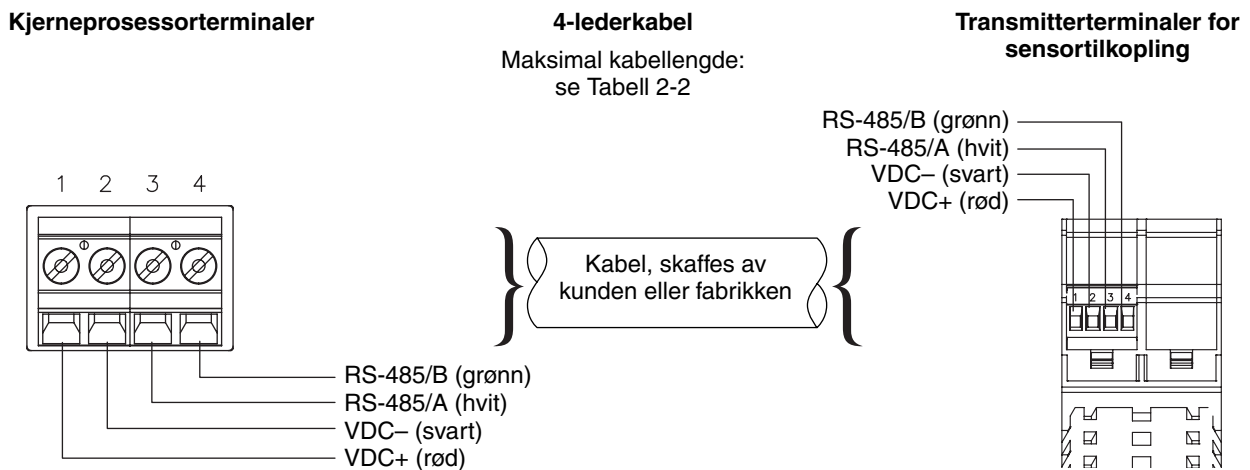 Kjerneprosessorterminaler
4-lederkabel
Maksimal kabellengde:
se Tabell 2-2
Transmitterterminaler for
sensortilkopling
RS-485/B (grønn)
RS-485/A (hvit)
VDC– (svart)
VDC+ (rød)
1 2 3 4
Kabel, skaffes av
kunden eller fabrikken
1 2 3 4
RS-485/B (grønn)
RS-485/A (hvit)
VDC– (svart)
VDC+ (rød)